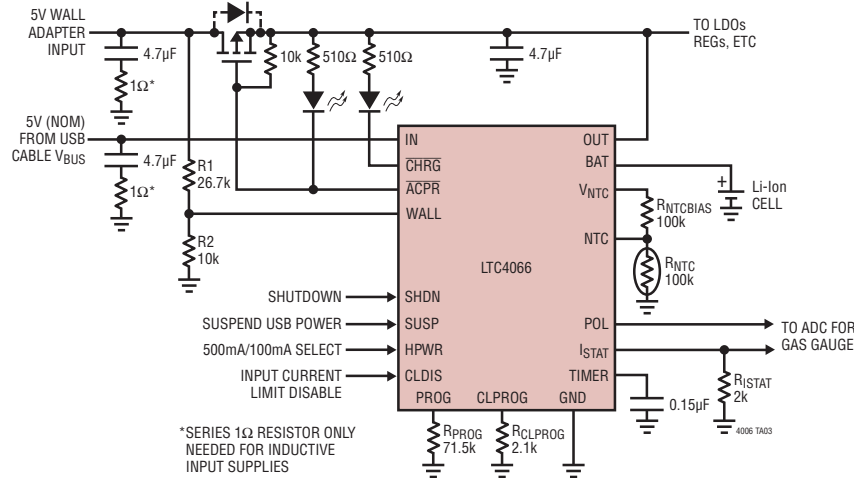 5V WALL
ADAPTER
INPUT
4.7µF
1Ω*
10k
510Ω
510Ω
4.7µF
TO LDOs
REGs, ETC
5V (NOM)
FROM USB
CABLE VBUS
4.7µF
1Ω*
R1
26.7k
R2
10k
IN
CHRG
ACPR
WALL
SHDN
SUSP
HPWR
CLDIS
PROG
CLPROG
GND
LTC4066
OUT
BAT
VNTC
NTC
POL
ISTAT
TIMER
+
Li-Ion
CELL
RNTCBIAS
100k
RNTC
100k
SHUTDOWN
SUSPEND USB POWER
500mA/100mA SELECT
INPUT CURRENT
LIMIT DISABLE
TO ADC FOR
GAS GAUGE
RISTAT
2k
0.15µF
4006 TA03
RPROG
71.5k
RCLPROG
2.1k
*SERIES 1Ω RESISTOR ONLY
NEEDED FOR INDUCTIVE
INPUT SUPPLIES